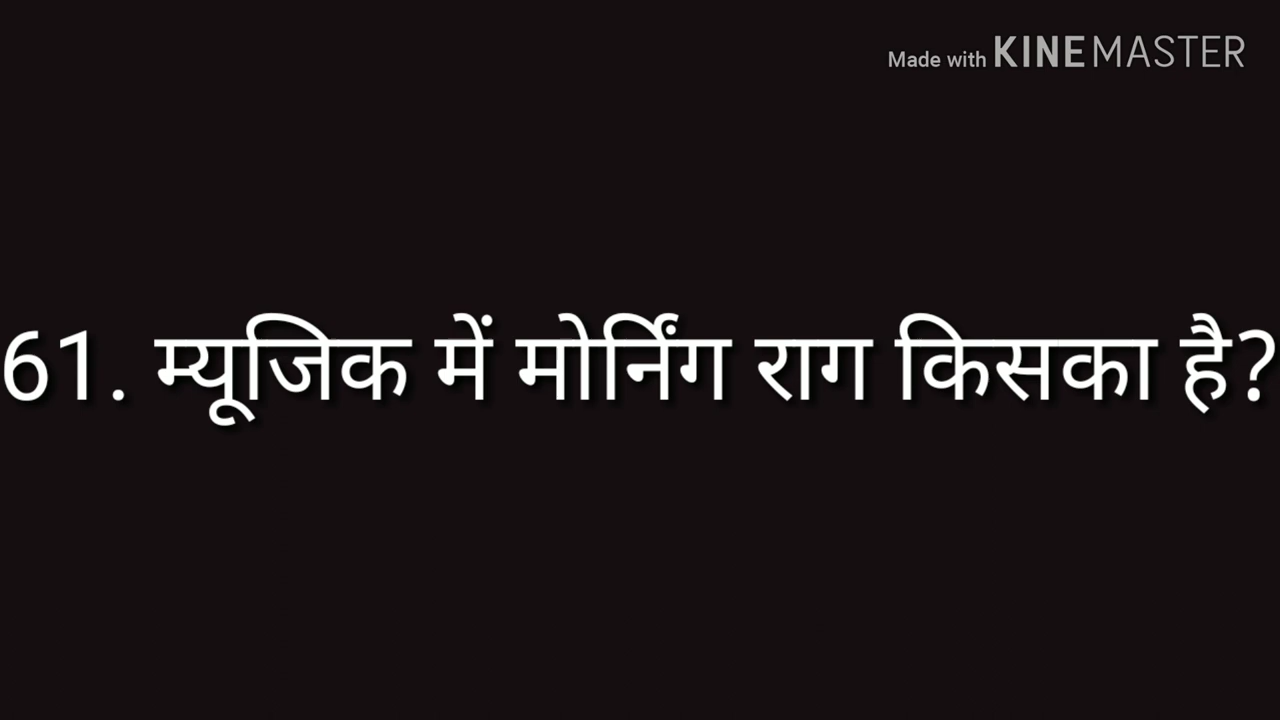 Made with KINEMASTER
61. म्यूजिक में मोर्निंग राग किसका है?